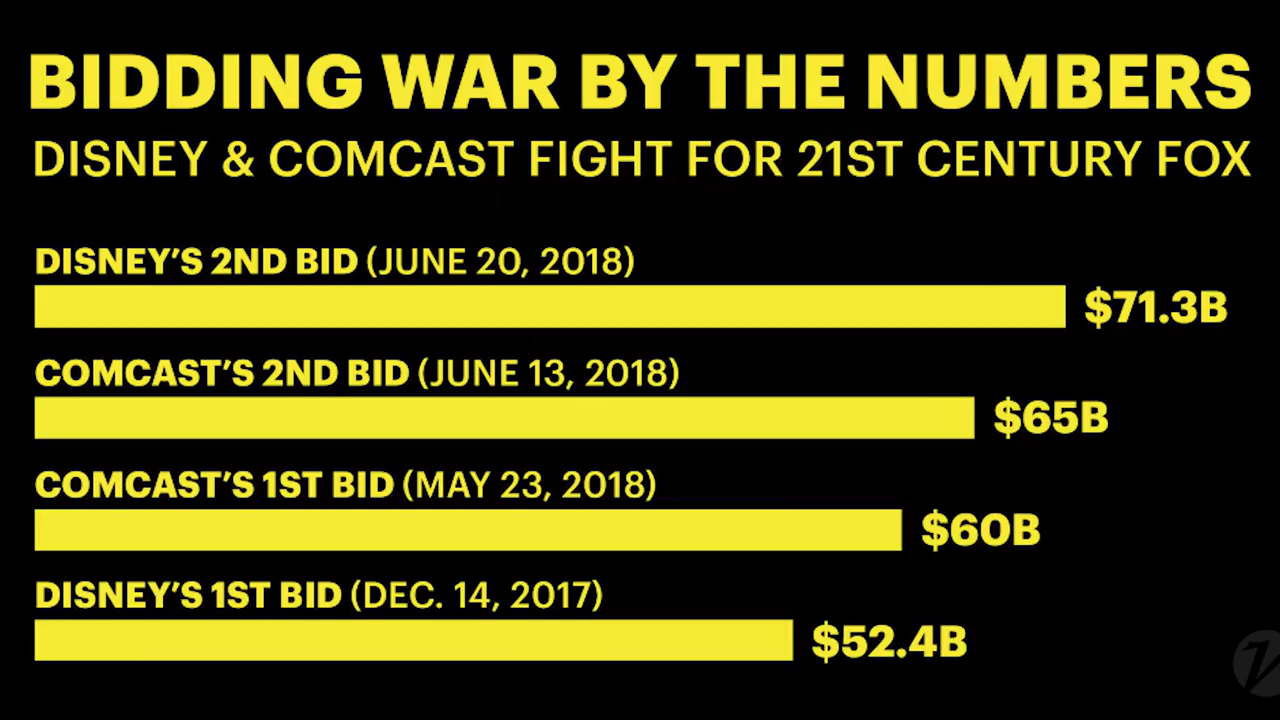 BIDDING WAR BY THE NUMBERS
DISNEY & COMCAST FIGHT FOR 21ST CENTURY FOX
DISNEY'S 2ND BID (JUNE 20, 2018)
$71.3B
COMCAST'S 2ND BID (JUNE 13, 2018)
$65B
COMCAST'S 1ST BID (MAY 23, 2018)
$60B
DISNEY'S 1ST BID (DEC. 14, 2017)
$52.4B